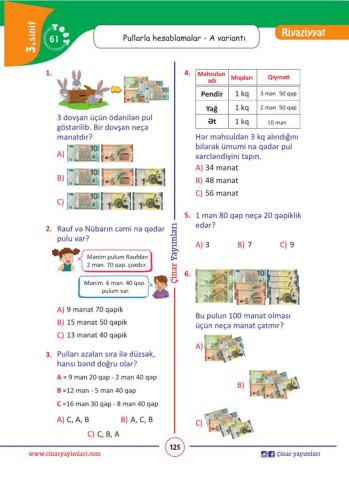 3.sinif
TEST
61
Pullarla hesablamalar - A variantı
Riyaziyyat
1.
3 dovşan üçün ödənilən pul
göstərilib. Bir dovşan neçə
manatdır?
A)
B)
C)
2. Rauf və Nübarın cəmi nə qədər
pulu var?
Mənim pulum Raufdan
2 man. 70 qəp. çoxdur.
Mənim 6 man. 40 qəp.
pulum var.
A) 9 manat 70 qəpik
B) 15 manat 50 qəpik
C) 13 manat 40 qəpik
3. Pulları azalan sıra ilə düzsək,
hansı bənd doğru olar?
A = 9 man 20 qəp - 2 man 40 qəp
B =12 man - 5 man 40 qəp
C =16 man 30 qəp - 8 man 40 qəp
A) C, A, B
B) A, C, B
C) C, B, A
Çinar Yayımları
4.
Məhsulun adı Miqdarı Qiyməti
Pendir 1 kq 3 man 50 qəp
Yağ 1 kq 2 man 50 qəp
Ət 1 kq 10 man
Hər məhsuldan 3 kq alındığını
bilərək ümumi nə qədər pul
xərcləndiyini tapın.
A) 34 manat
B) 48 manat
C) 56 manat
5. 1 man 80 qəp neçə 20 qəpiklik
edər?
A) 3
B) 7
C) 9
6.
Bu pulun 100 manat olması
üçün neçə manat çatmır?
A)
B)
C)
www.cinaryayimlari.com
125
Çinar yayımları